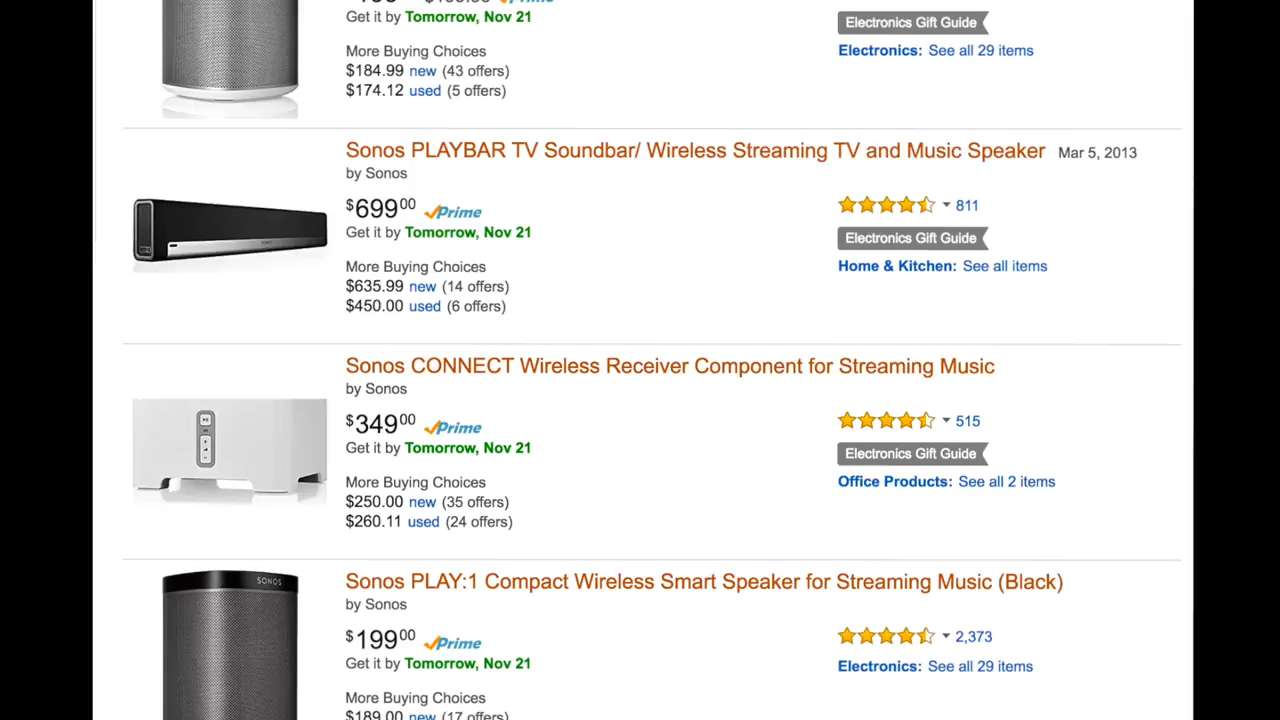 Get it by Tomorrow, Nov 21
Electronics Gift Guide
More Buying Choices
Electronics: See all 29 items
$184.99 new (43 offers)
$174.12 used (5 offers)
Sonos PLAYBAR TV Soundbar/ Wireless Streaming TV and Music Speaker Mar 5, 2013
by Sonos
$699 00 Prime
811
Get it by Tomorrow, Nov 21
Electronics Gift Guide
More Buying Choices
Home & Kitchen: See all items
$635.99 new (14 offers)
$450.00 used (6 offers)
Sonos CONNECT Wireless Receiver Component for Streaming Music
by Sonos
$349 00 Prime
515
Get it by Tomorrow, Nov 21
Electronics Gift Guide
More Buying Choices
Office Products: See all 2 items
$250.00 new (35 offers)
$260.11 used (24 offers)
SONOS
Sonos PLAY:1 Compact Wireless Smart Speaker for Streaming Music (Black)
by Sonos
$199 00 Prime
2,373
Get it by Tomorrow, Nov 21
Electronics: See all 29 items
More Buying Choices
$189.00 new (17 offers)